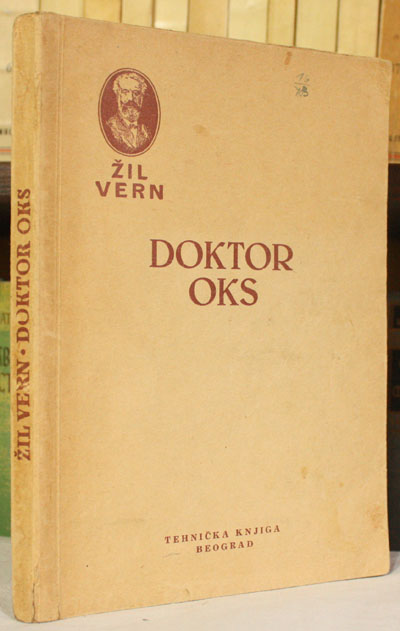 ŽIL
VERN
DOKTOR
OKS
TEHNIČKA KNJIGA
BEOGRAD
ŽIL VERN · DOKTOR OKS